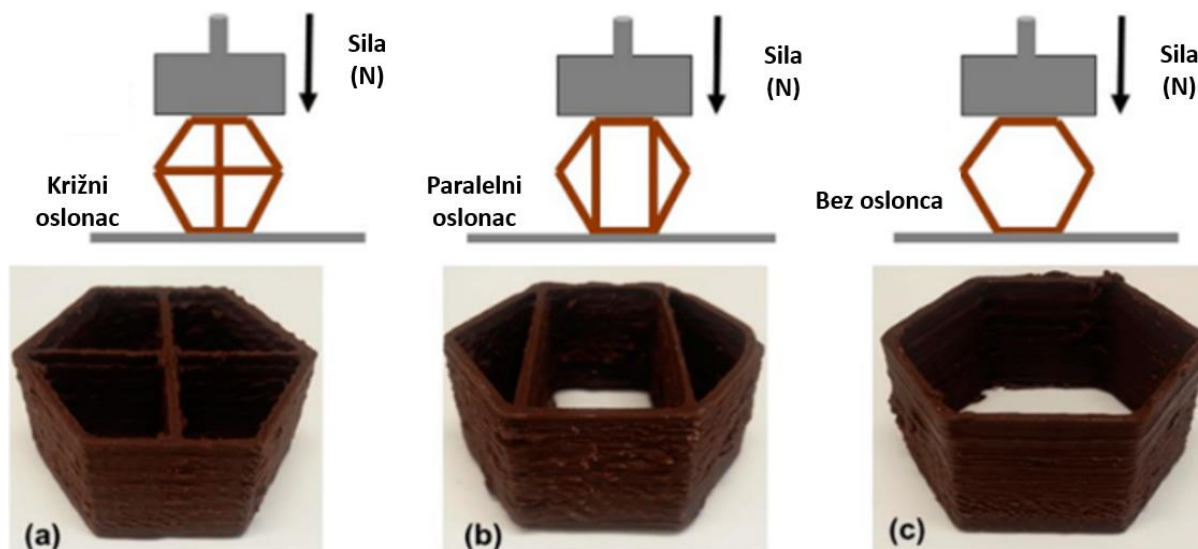 Sila
(N)
Križni
oslonac
Sila
(N)
Paralelni
oslonac
Sila
(N)
Bez oslonca
(a)
(b)
(c)